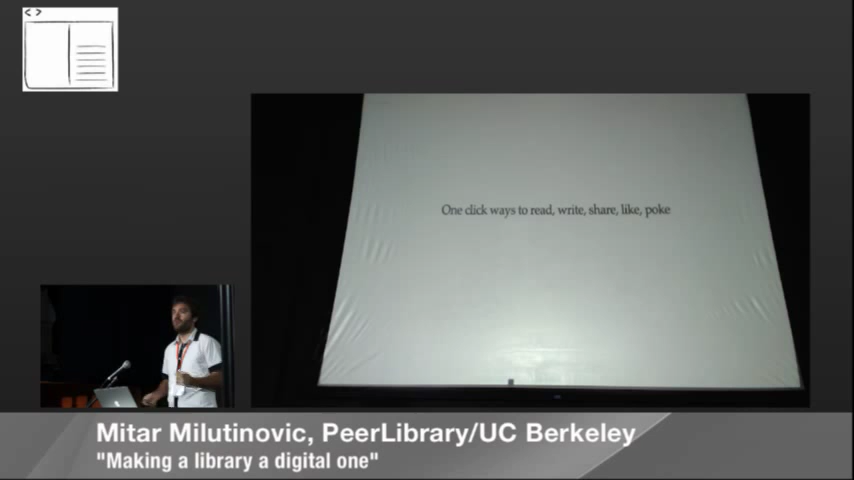 < >
One click ways to read, write, share, like, poke
Mitar Milutinovic, PeerLibrary/UC Berkeley
"Making a library a digital one"